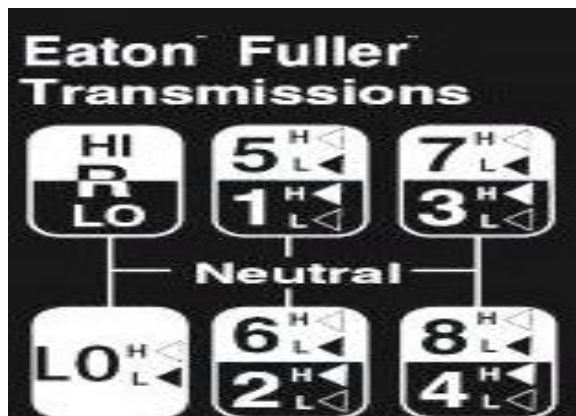 Eaton Fuller
Transmissions
HI
R
LO
5 H L
1 H L
7 H L
3 H L
Neutral
LO H L
6 H L
2 H L
8 H L
4 H L